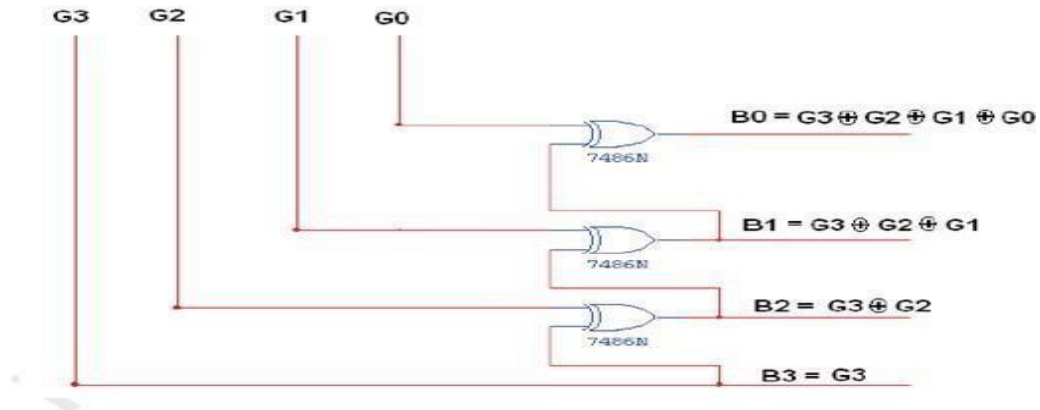 G3 G2 G1 G0
B0 = G3 ⊕ G2 ⊕ G1 ⊕ G0
7486N
B1 = G3 ⊕ G2 ⊕ G1
7486N
B2 = G3 ⊕ G2
7486N
B3 = G3